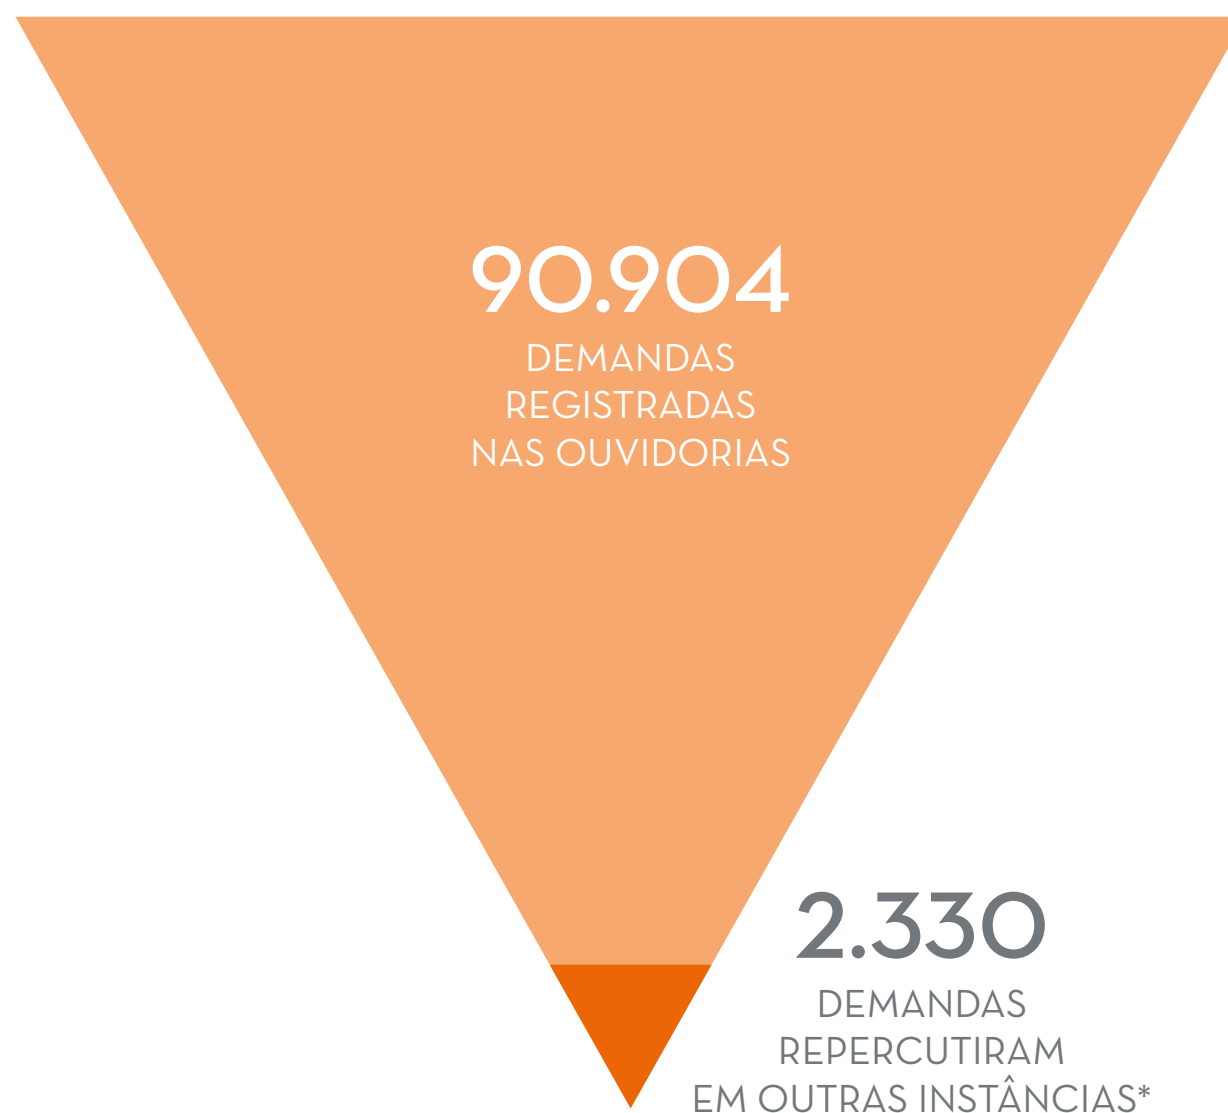 90.904
DEMANDAS
REGISTRADAS
NAS OUVIDORIAS
2.330
DEMANDAS
REPERCUTIRAM
EM OUTRAS INSTÂNCIAS*